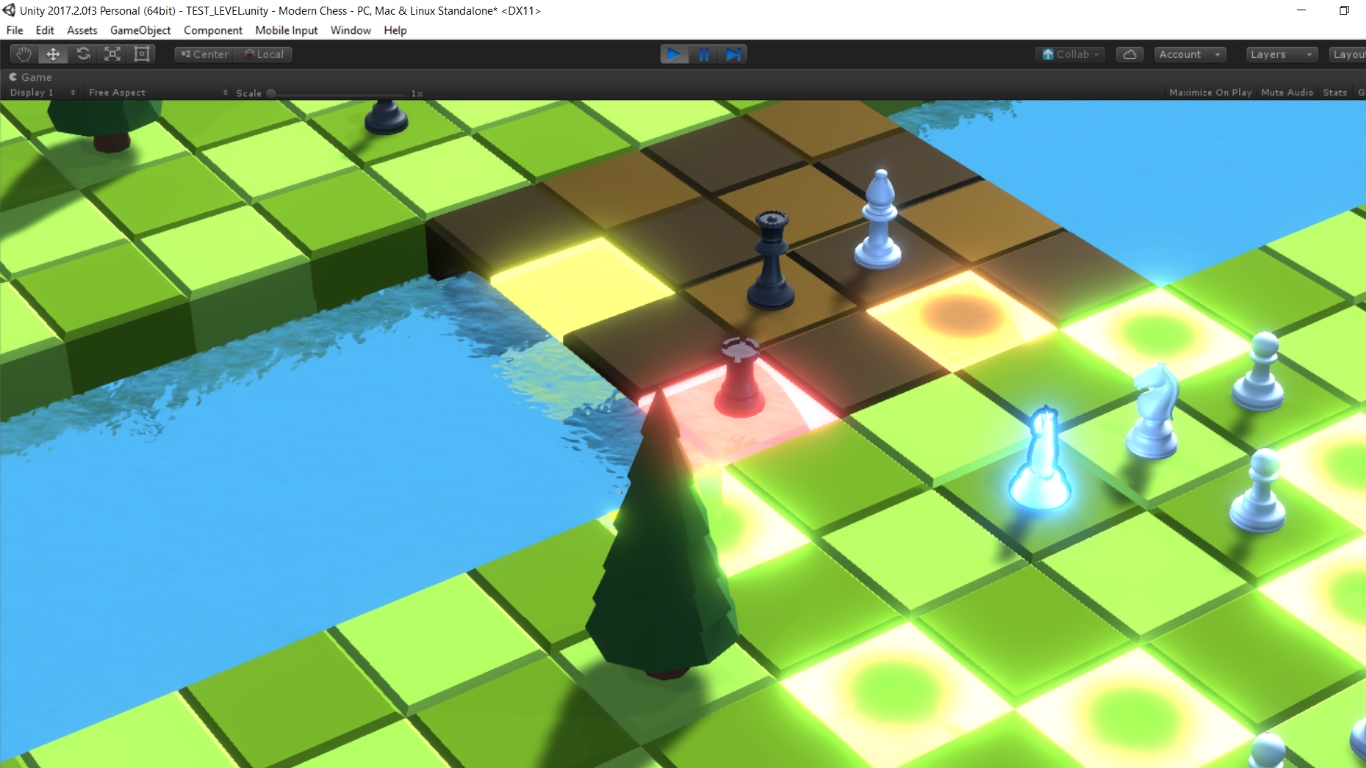 Unity 2017.2.0f3 Personal (64bit) - TEST_LEVEL.unity - Modern Chess - PC, Mac & Linux Standalone* <DX11>
File Edit Assets GameObject Component Mobile Input Window Help
Center Local Collab Account Layers Layou
Game
Display 1 Free Aspect Scale 1x Maximize On Play Mute Audio Stats G